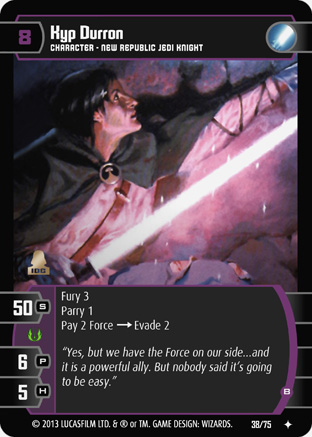 8 Kyp Durron
CHARACTER - NEW REPUBLIC JEDI KNIGHT
IDC
50 S
Fury 3
Parry 1
Pay 2 Force → Evade 2
6 P
"Yes, but we have the Force on our side...and
it is a powerful ally. But nobody said it's going
to be easy."
5 H
B
© 2013 LUCASFILM LTD. & ® or TM. GAME DESIGN: WIZARDS. 38/75